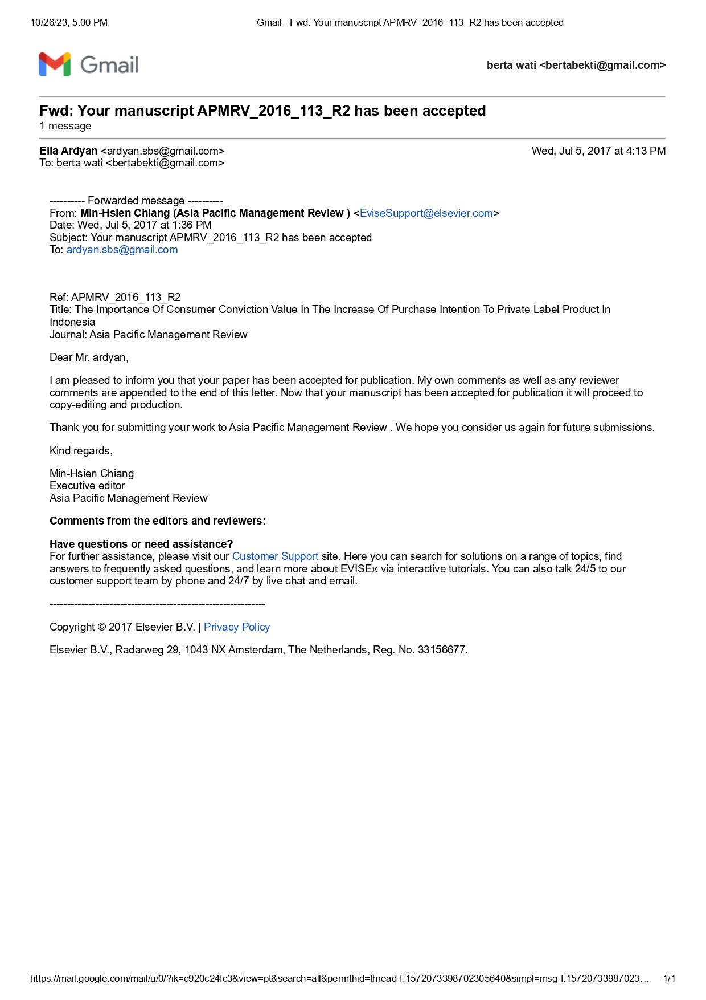 10/26/23, 5:00 PM
Gmail - Fwd: Your manuscript APMRV_2016_113_R2 has been accepted
Gmail
berta wati <bertabekti@gmail.com>
Fwd: Your manuscript APMRV_2016_113_R2 has been accepted
1 message
Elia Ardyan <ardyan.sbs@gmail.com>
Wed, Jul 5, 2017 at 4:13 PM
To: berta wati <bertabekti@gmail.com>
---------- Forwarded message ----------
From: Min-Hsien Chiang (Asia Pacific Management Review ) <EviseSupport@elsevier.com>
Date: Wed, Jul 5, 2017 at 1:36 PM
Subject: Your manuscript APMRV_2016_113_R2 has been accepted
To: ardyan.sbs@gmail.com
Ref: APMRV_2016_113_R2
Title: The Importance Of Consumer Conviction Value In The Increase Of Purchase Intention To Private Label Product In
Indonesia
Journal: Asia Pacific Management Review
Dear Mr. ardyan,
I am pleased to inform you that your paper has been accepted for publication. My own comments as well as any reviewer
comments are appended to the end of this letter. Now that your manuscript has been accepted for publication it will proceed to
copy-editing and production.
Thank you for submitting your work to Asia Pacific Management Review . We hope you consider us again for future submissions.
Kind regards,
Min-Hsien Chiang
Executive editor
Asia Pacific Management Review
Comments from the editors and reviewers:
Have questions or need assistance?
For further assistance, please visit our Customer Support site. Here you can search for solutions on a range of topics, find
answers to frequently asked questions, and learn more about EVISE® via interactive tutorials. You can also talk 24/5 to our
customer support team by phone and 24/7 by live chat and email.
-------------------------------------------------------------
Copyright © 2017 Elsevier B.V. | Privacy Policy
Elsevier B.V., Radarweg 29, 1043 NX Amsterdam, The Netherlands, Reg. No. 33156677.
https://mail.google.com/mail/u/0/?ik=c920c24fc3&view=pt&search=all&permthid=thread-f:1572073398702305640&simpl=msg-f:15720733987023…
1/1